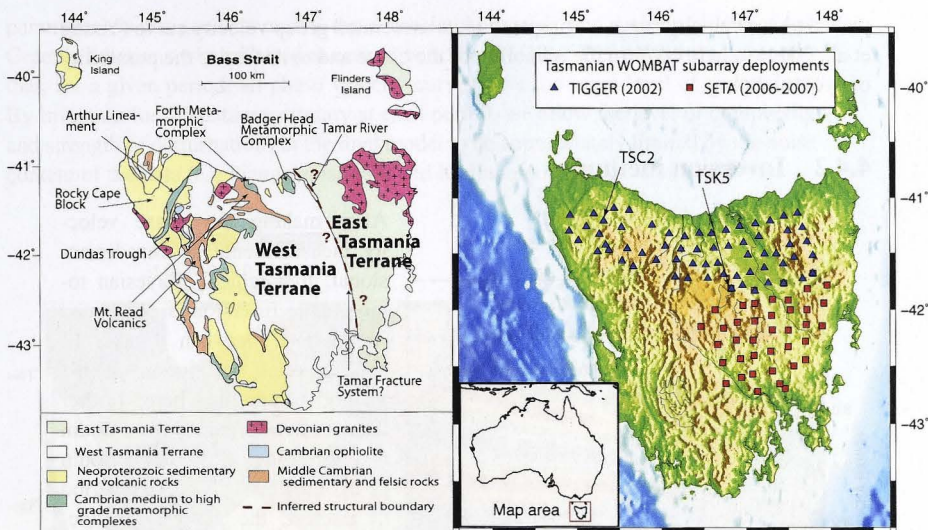 144° 145° 146° 147° 148°
King
Island
Bass Strait
100 km
Flinders
Island
−40°
Arthur Linea-
ment
Forth Meta-
morphic
Complex
Badger Head
Metamorphic
Complex
Tamar River
−41°
?
Rocky Cape
Block
−42°
Dundas Trough
West
Tasmania
Terrane
?
East
Tasmania
Terrane
?
Mt. Read
Volcanics
−43°
Tamar Fracture
System?
East Tasmania Terrane
West Tasmania Terrane
Neoproterozoic sedimentary
and volcanic rocks
Cambrian medium to high
grade metamorphic
complexes
Devonian granites
Cambrian ophiolite
Middle Cambrian
sedimentary and felsic rocks
Inferred structural boundary
144° 145° 146° 147° 148°
Tasmanian WOMBAT subarray deployments
TIGGER (2002) SETA (2006-2007)
−40°
TSC2
TSK5
−41°
−42°
−43°
Map area